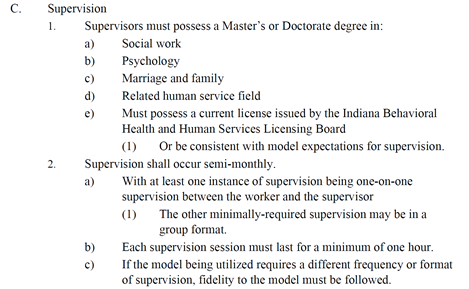 C. Supervision
1. Supervisors must possess a Master's or Doctorate degree in:
a) Social work
b) Psychology
c) Marriage and family
d) Related human service field
e) Must possess a current license issued by the Indiana Behavioral
Health and Human Services Licensing Board
(1) Or be consistent with model expectations for supervision.
2. Supervision shall occur semi-monthly.
a) With at least one instance of supervision being one-on-one
supervision between the worker and the supervisor
(1) The other minimally-required supervision may be in a
group format.
b) Each supervision session must last for a minimum of one hour.
c) If the model being utilized requires a different frequency or format
of supervision, fidelity to the model must be followed.